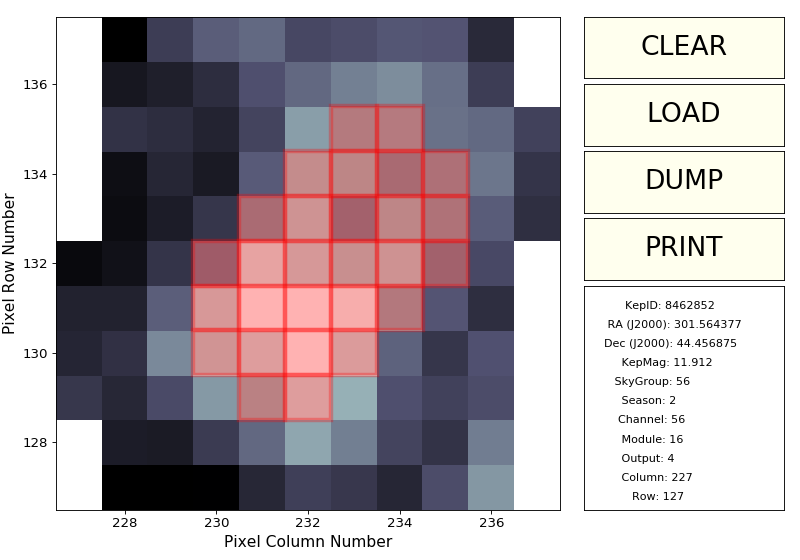 CLEAR
LOAD
DUMP
PRINT
KepID: 8462852
RA (J2000): 301.564377
Dec (J2000): 44.456875
KepMag: 11.912
SkyGroup: 56
Season: 2
Channel: 56
Module: 16
Output: 4
Column: 227
Row: 127
Pixel Row Number
136
134
132
130
128
228 230 232 234 236
Pixel Column Number